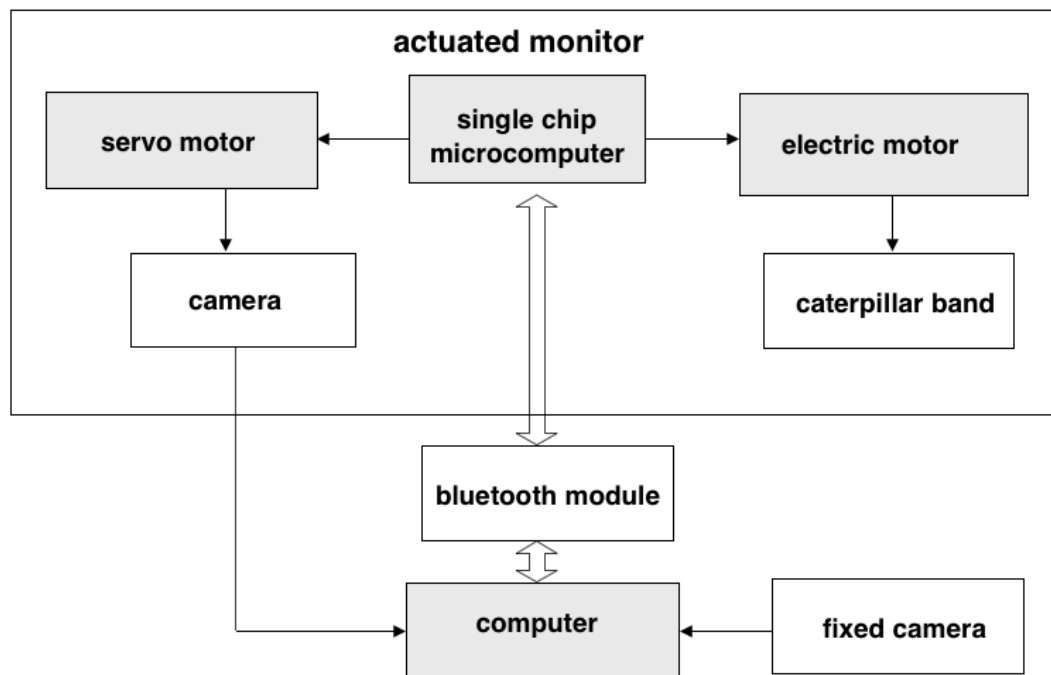 actuated monitor
servo motor
single chip
microcomputer
electric motor
camera
caterpillar band
bluetooth module
computer
fixed camera